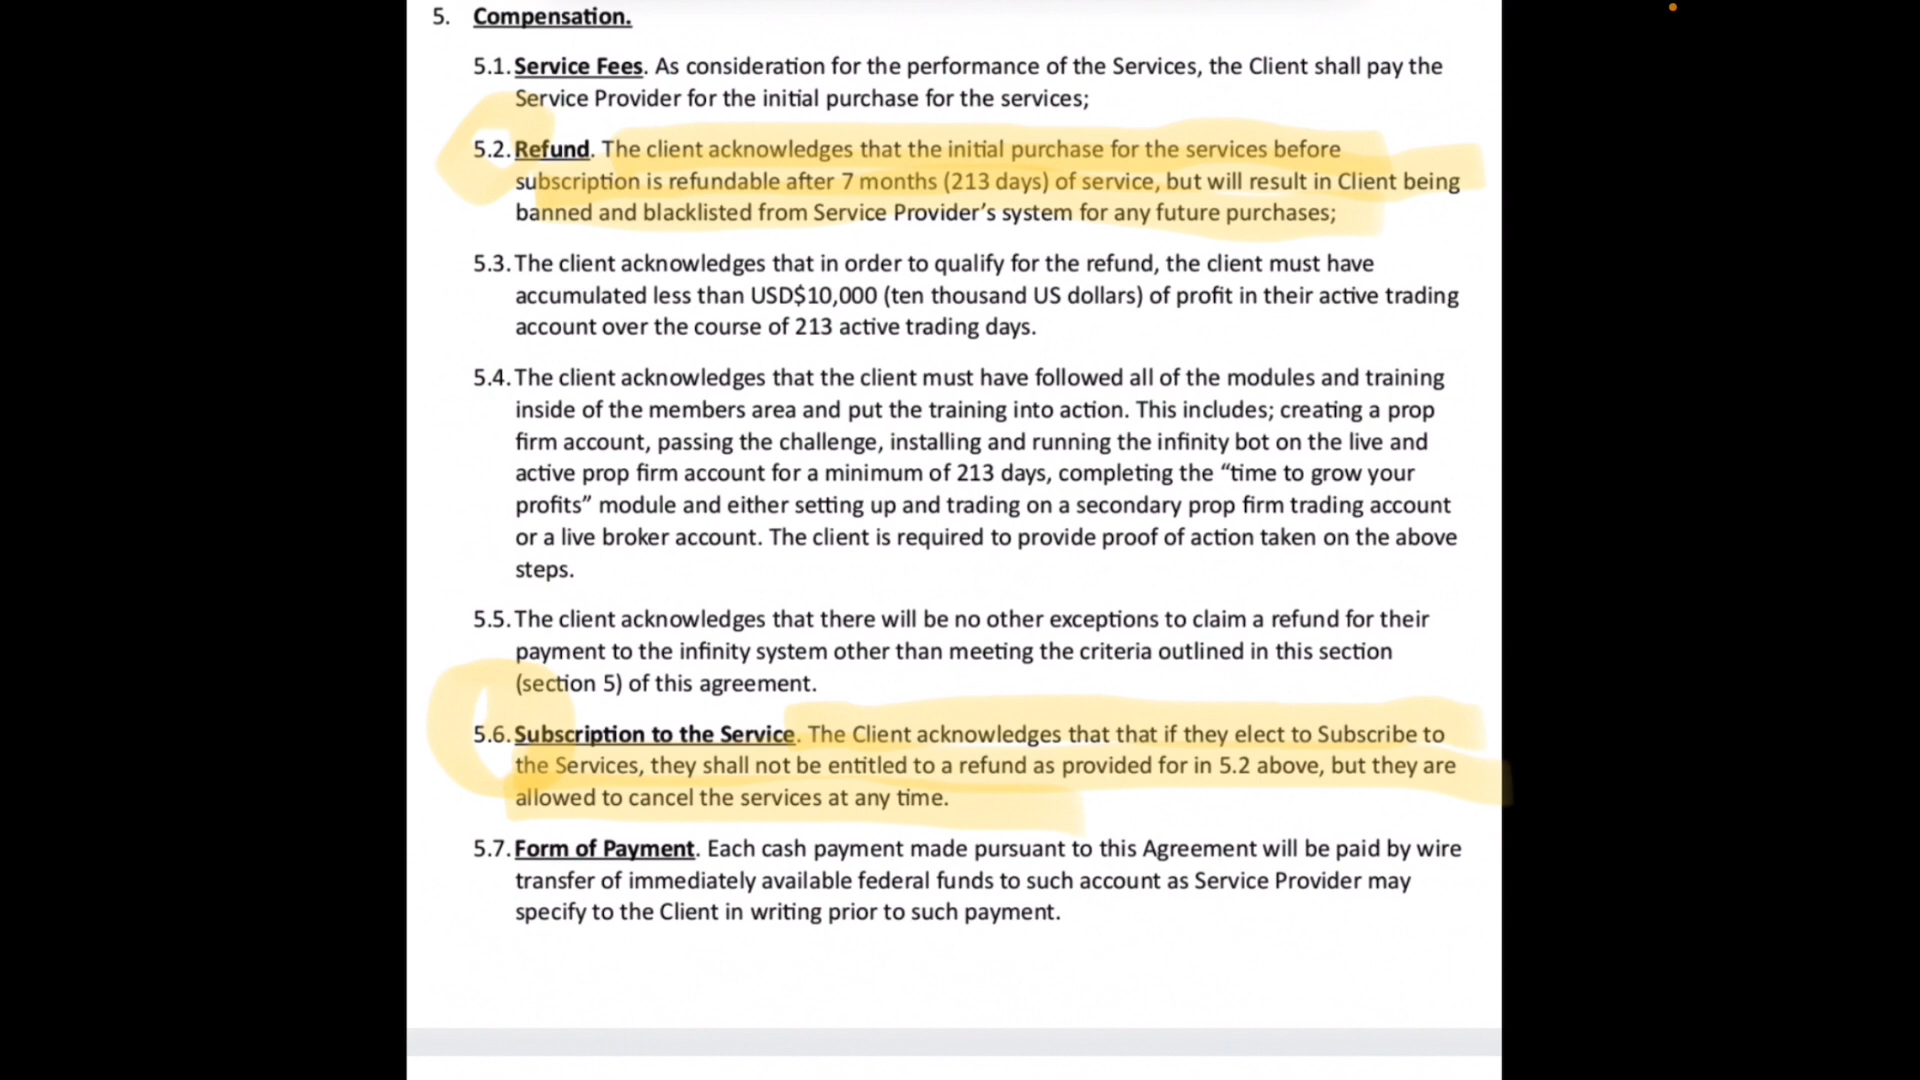 5. Compensation.
5.1. Service Fees. As consideration for the performance of the Services, the Client shall pay the
Service Provider for the initial purchase for the services;
5.2. Refund. The client acknowledges that the initial purchase for the services before
subscription is refundable after 7 months (213 days) of service, but will result in Client being
banned and blacklisted from Service Provider’s system for any future purchases;
5.3. The client acknowledges that in order to qualify for the refund, the client must have
accumulated less than USD$10,000 (ten thousand US dollars) of profit in their active trading
account over the course of 213 active trading days.
5.4. The client acknowledges that the client must have followed all of the modules and training
inside of the members area and put the training into action. This includes; creating a prop
firm account, passing the challenge, installing and running the infinity bot on the live and
active prop firm account for a minimum of 213 days, completing the “time to grow your
profits” module and either setting up and trading on a secondary prop firm trading account
or a live broker account. The client is required to provide proof of action taken on the above
steps.
5.5. The client acknowledges that there will be no other exceptions to claim a refund for their
payment to the infinity system other than meeting the criteria outlined in this section
(section 5) of this agreement.
5.6. Subscription to the Service. The Client acknowledges that that if they elect to Subscribe to
the Services, they shall not be entitled to a refund as provided for in 5.2 above, but they are
allowed to cancel the services at any time.
5.7. Form of Payment. Each cash payment made pursuant to this Agreement will be paid by wire
transfer of immediately available federal funds to such account as Service Provider may
specify to the Client in writing prior to such payment.